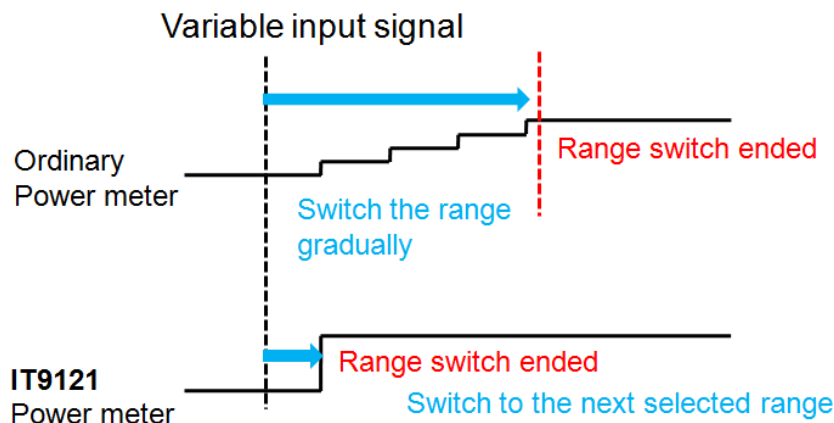 Variable input signal
Ordinary
Power meter
Range switch ended
Switch the range
gradually
IT9121
Power meter
Range switch ended
Switch to the next selected range